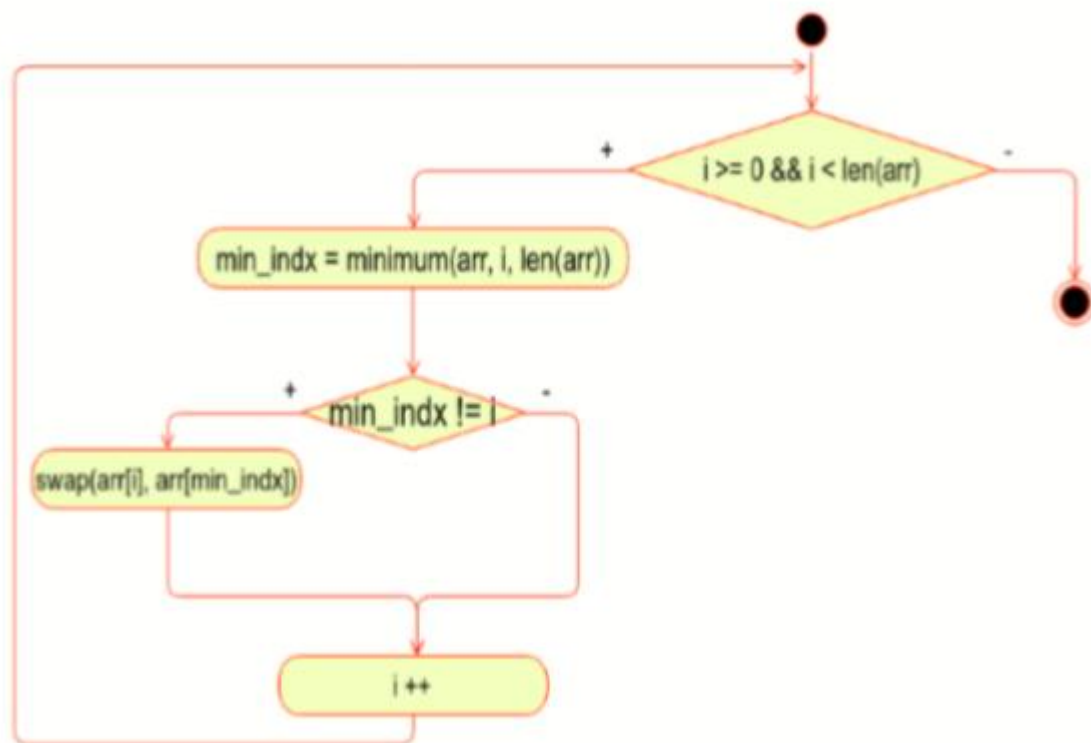 +
i >= 0 && i < len(arr)
-
min_indx = minimum(arr, i, len(arr))
+
min_indx != i
-
swap(arr[i], arr[min_indx])
i ++